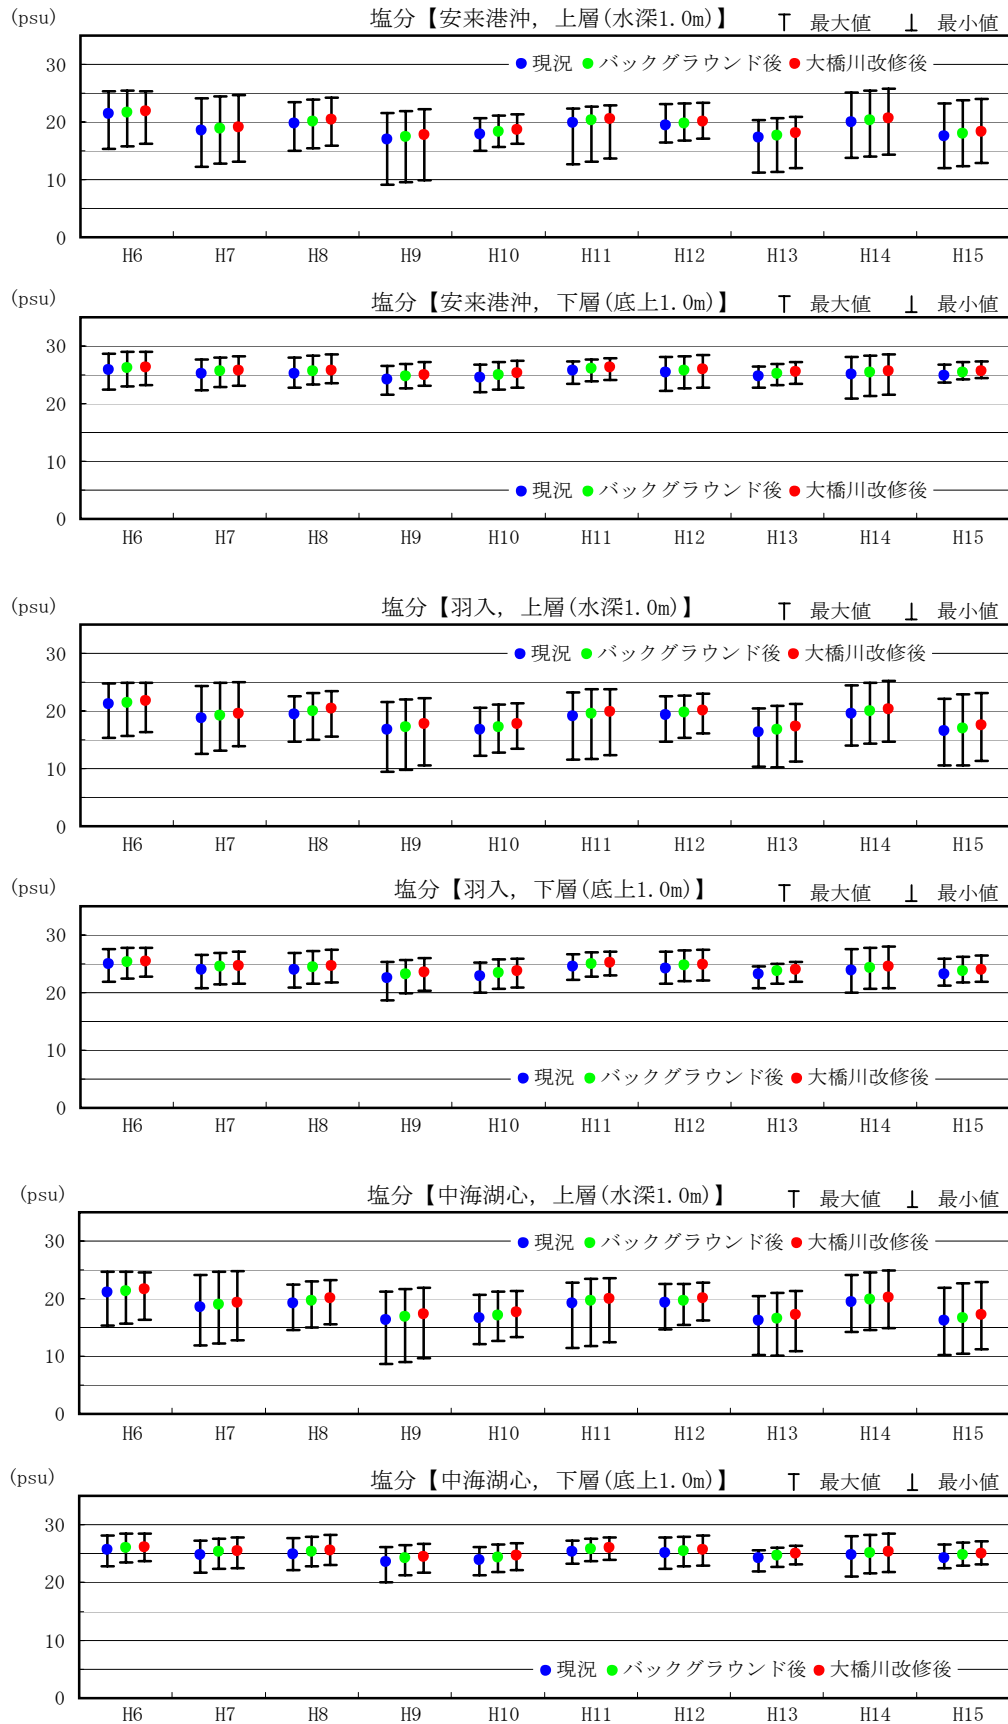 (psu) 塩分【安来港沖, 上層(水深1.0m)】 最大値 最小値
30 現況 バックグラウンド後 大橋川改修後
20
10
0
H6 H7 H8 H9 H10 H11 H12 H13 H14 H15
(psu) 塩分【安来港沖, 下層(底上1.0m)】 最大値 最小値
30
20
10
現況 バックグラウンド後 大橋川改修後
0
H6 H7 H8 H9 H10 H11 H12 H13 H14 H15
(psu) 塩分【羽入, 上層(水深1.0m)】 最大値 最小値
30 現況 バックグラウンド後 大橋川改修後
20
10
0
H6 H7 H8 H9 H10 H11 H12 H13 H14 H15
(psu) 塩分【羽入, 下層(底上1.0m)】 最大値 最小値
30
20
10
現況 バックグラウンド後 大橋川改修後
0
H6 H7 H8 H9 H10 H11 H12 H13 H14 H15
(psu) 塩分【中海湖心, 上層(水深1.0m)】 最大値 最小値
30 現況 バックグラウンド後 大橋川改修後
20
10
0
H6 H7 H8 H9 H10 H11 H12 H13 H14 H15
(psu) 塩分【中海湖心, 下層(底上1.0m)】 最大値 最小値
30
20
10
現況 バックグラウンド後 大橋川改修後
0
H6 H7 H8 H9 H10 H11 H12 H13 H14 H15